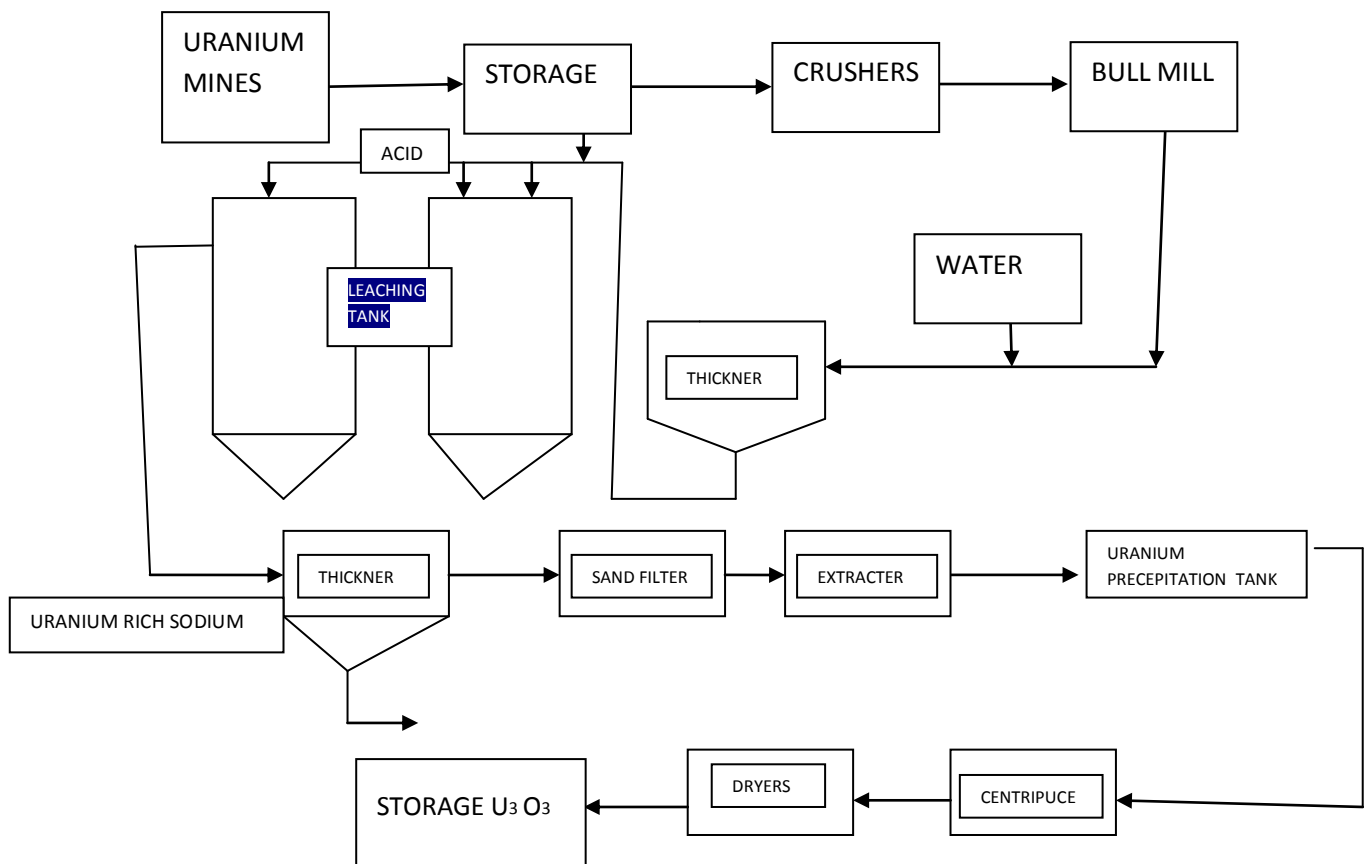 URANIUM
MINES
STORAGE
CRUSHERS
BULL MILL
ACID
WATER
LEACHING
TANK
THICKNER
THICKNER
SAND FILTER
EXTRACTER
URANIUM
PRECEPITATION TANK
URANIUM RICH SODIUM
STORAGE U3 O3
DRYERS
CENTRIPUCE